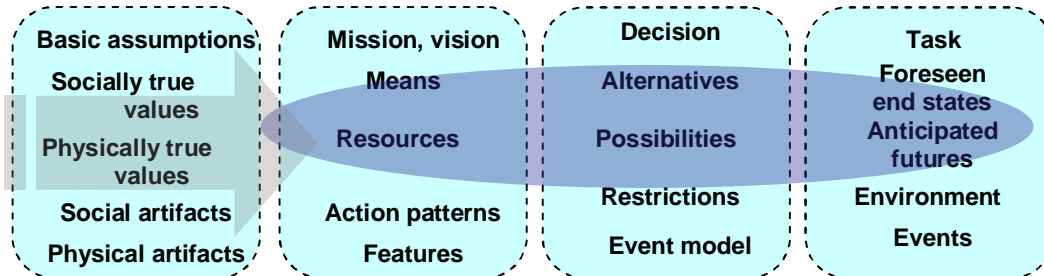 Basic assumptions
Socially true
values
Physically true
values
Social artifacts
Physical artifacts
Mission, vision
Means
Resources
Action patterns
Features
Decision
Alternatives
Possibilities
Restrictions
Event model
Task
Foreseen
end states
Anticipated
futures
Environment
Events